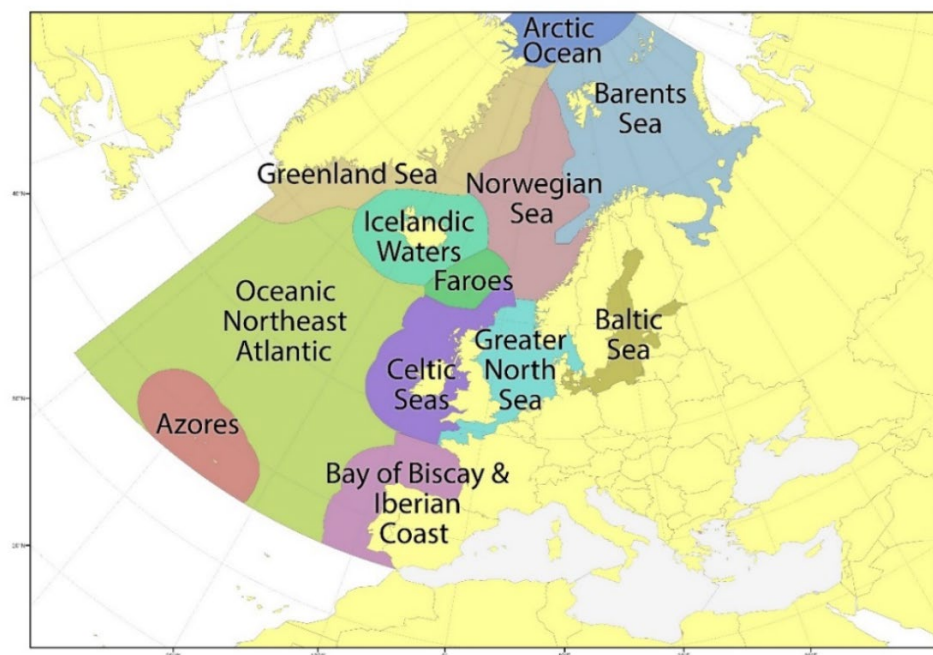 Arctic
Ocean
Barents
Sea
Greenland Sea
Norwegian
Sea
Icelandic
Waters
Faroes
Oceanic
Northeast
Atlantic
Greater
North
Sea
Baltic
Sea
Celtic
Seas
Azores
Bay of Biscay &
Iberian
Coast